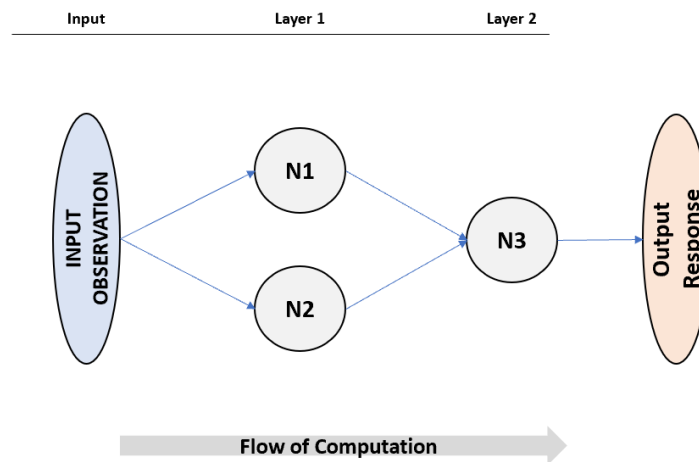 Input
Layer 1
Layer 2
INPUT
OBSERVATION
N1
N2
N3
Output
Response
Flow of Computation